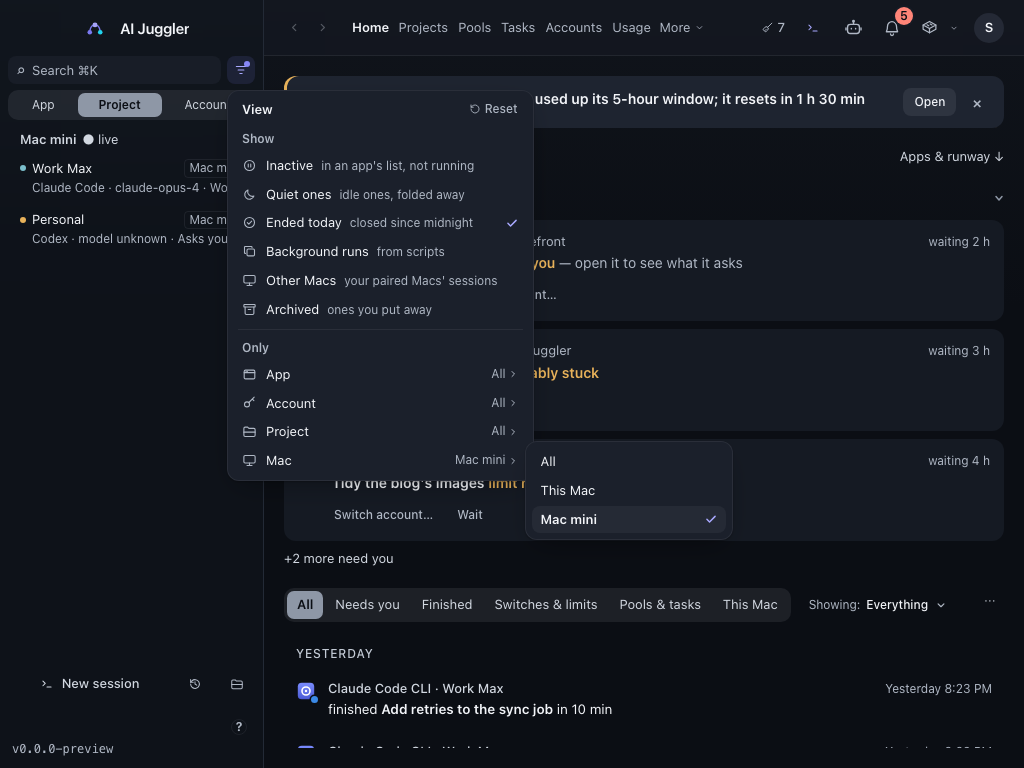 AI Juggler
Search ⌘K
App Project Accoun
Mac mini live
Work Max Mac m
Claude Code · claude-opus-4 · Wo
Personal Mac m
Codex · model unknown · Asks you
New session
?
v0.0.0-preview
Home Projects Pools Tasks Accounts Usage More
7
5
S
used up its 5-hour window; it resets in 1 h 30 min
Open ×
Apps & runway ↓
View Reset
Show
Inactive in an app's list, not running
Quiet ones idle ones, folded away
Ended today closed since midnight
Background runs from scripts
Other Macs your paired Macs' sessions
Archived ones you put away
Only
App All
Account All
Project All
Mac Mac mini
All
This Mac
Mac mini
efront waiting 2 h
you — open it to see what it asks
nt…
uggler waiting 3 h
ably stuck
waiting 4 h
Tidy the blog's images limit
Switch account… Wait
+2 more need you
All Needs you Finished Switches & limits Pools & tasks This Mac Showing: Everything …
YESTERDAY
Claude Code CLI · Work Max Yesterday 8:23 PM
finished Add retries to the sync job in 10 min